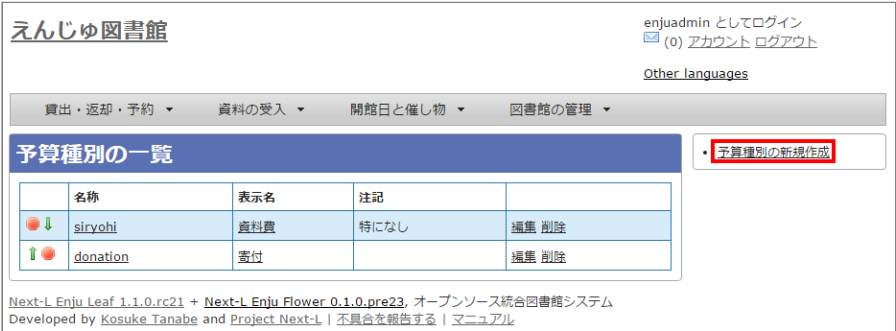 えんじゅ図書館
enjuadmin としてログイン
(0) アカウント ログアウト
Other languages
貸出・返却・予約 ▼ 資料の受入 ▼ 開館日と催し物 ▼ 図書館の管理 ▼
予算種別の一覧
• 予算種別の新規作成
名称 表示名 注記
siryohi 資料費 特になし 編集 削除
donation 寄付 編集 削除
Next-L Enju Leaf 1.1.0.rc21 + Next-L Enju Flower 0.1.0.pre23, オープンソース統合図書館システム
Developed by Kosuke Tanabe and Project Next-L | 不具合を報告する | マニュアル